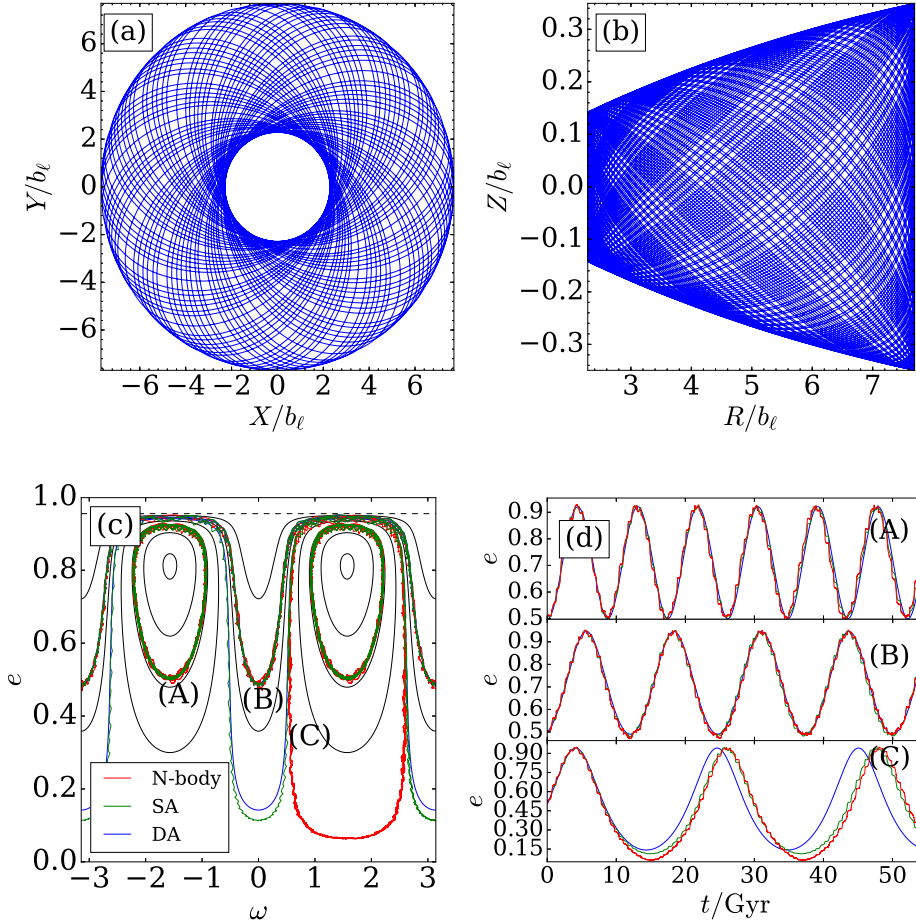 (a)
6
4
2
0
−2
−4
−6
Y/bℓ
−6 −4 −2 0 2 4 6
X/bℓ
(b)
0.3
0.2
0.1
0.0
−0.1
−0.2
−0.3
Z/bℓ
3 4 5 6 7
R/bℓ
(c)
1.0
0.8
0.6
0.4
0.2
0.0
e
(A)
(B)
(C)
N-body
SA
DA
−3 −2 −1 0 1 2 3
ω
(d)
(A)
0.9
0.8
0.7
0.6
0.5
e
(B)
0.9
0.8
0.7
0.6
0.5
e
(C)
0.90
0.75
0.60
0.45
0.30
0.15
e
0 10 20 30 40 50
t/Gyr